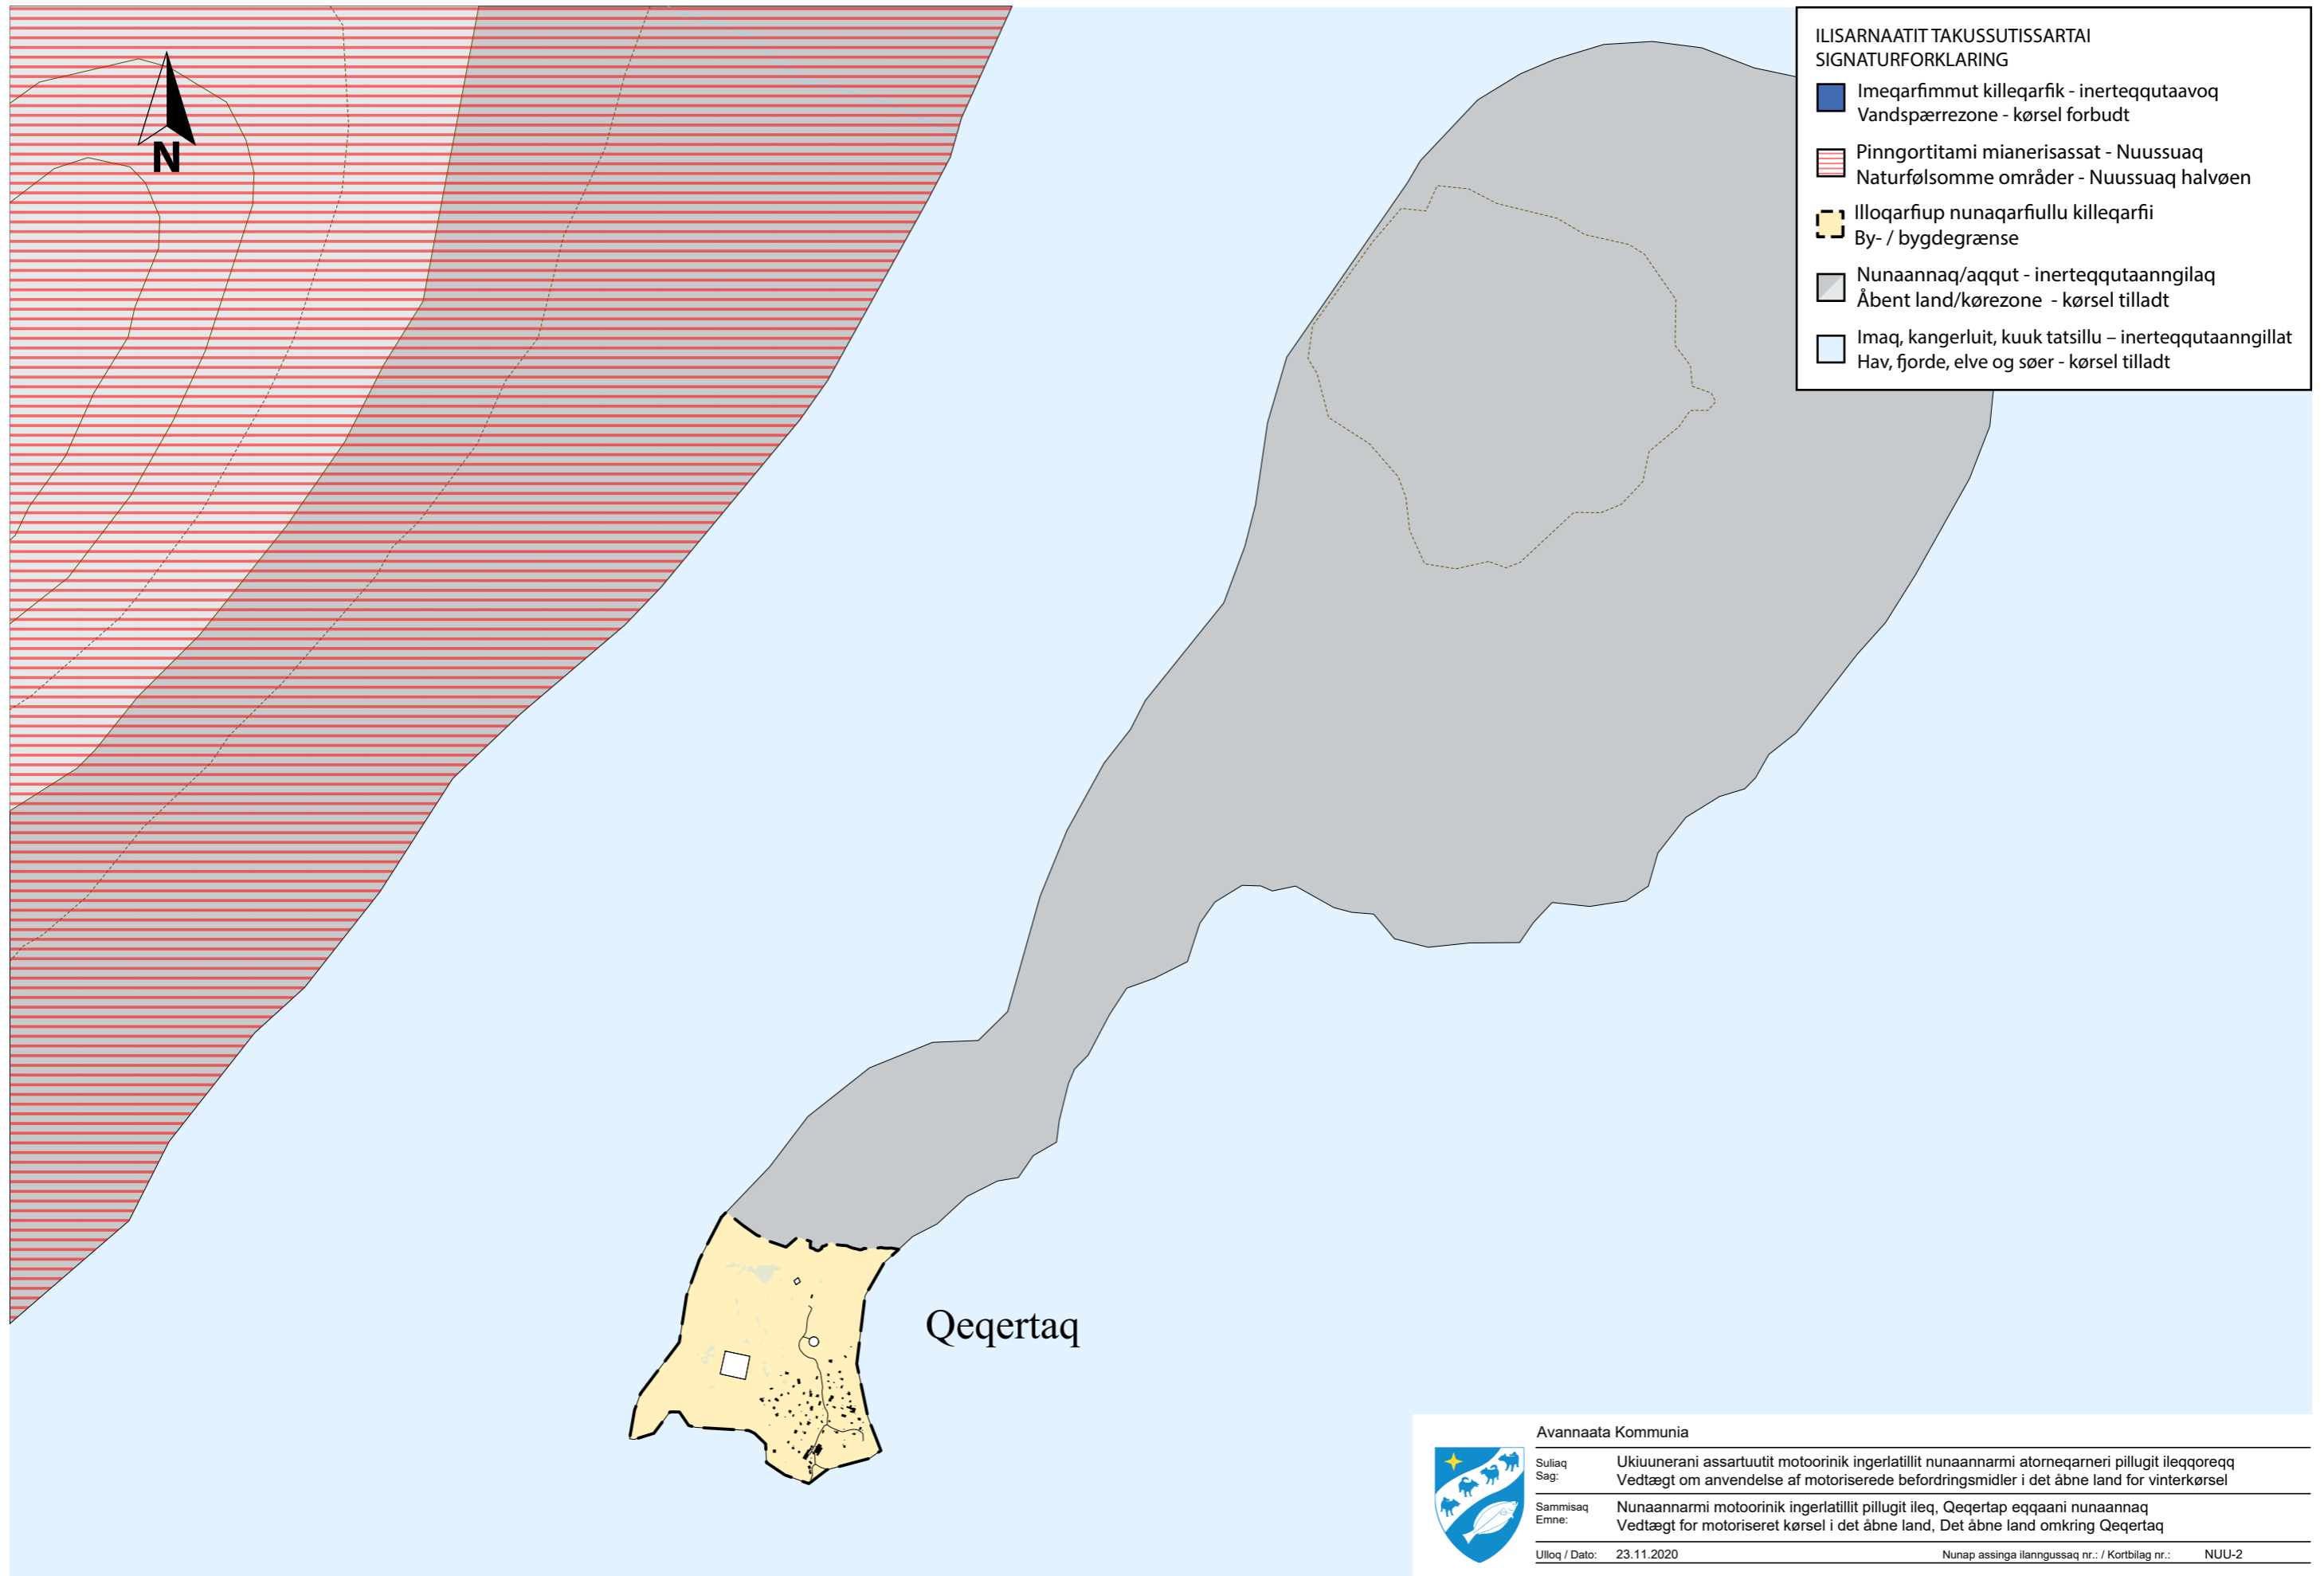 N
ILISARNAATIT TAKUSSUTISSARTAI
SIGNATURFORKLARING
Imeqarfimmut killeqarfik - inerteqqutaavoq
Vandspærrezone - kørsel forbudt
Pinngortitami mianerisassat - Nuussuaq
Naturfølsomme områder - Nuussuaq halvøen
Illoqarfiup nunaqarfiullu killeqarfii
By- / bygdegrænse
Nunaannaq/aqqut - inerteqqutaanngilaq
Åbent land/kørezone - kørsel tilladt
Imaq, kangerluit, kuuk tatsillu – inerteqqutaanngillat
Hav, fjorde, elve og søer - kørsel tilladt
Qeqertaq
Avannaata Kommunia
Suliaq
Sag:
Ukiuunerani assartuutit motoorinik ingerlatillit nunaannarmi atorneqarneri pillugit ileqqoreqq
Vedtægt om anvendelse af motoriserede befordringsmidler i det åbne land for vinterkørsel
Sammisaq
Emne:
Nunaannarmi motoorinik ingerlatillit pillugit ileq, Qeqertap eqqaani nunaannaq
Vedtægt for motoriseret kørsel i det åbne land, Det åbne land omkring Qeqertaq
Ulloq / Dato: 23.11.2020
Nunap assinga ilanngussaq nr.: / Kortbilag nr.: NUU-2